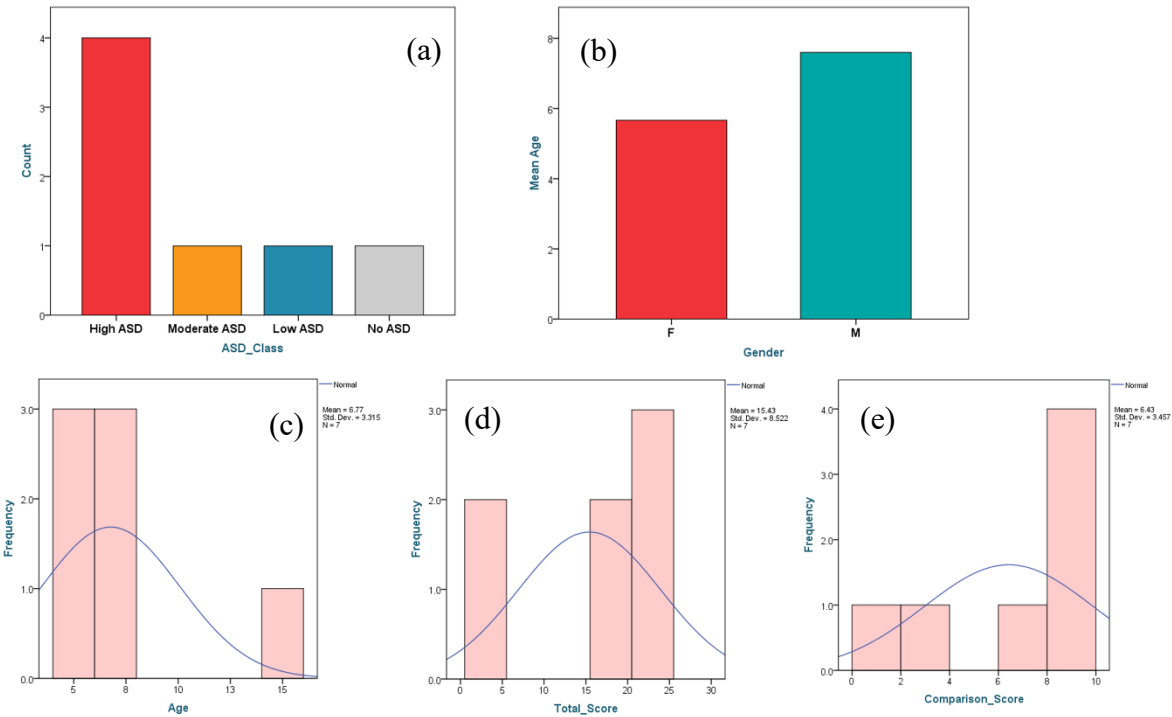 (a)
4
3
2
1
0
Count
High ASD Moderate ASD Low ASD No ASD
ASD_Class
(b)
8
6
4
2
0
Mean Age
F M
Gender
(c)
Normal
Mean = 6.77
Std. Dev. = 3.315
N = 7
3.0
2.0
1.0
0.0
Frequency
5 8 10 13 15
Age
(d)
Normal
Mean = 15.43
Std. Dev. = 8.522
N = 7
3.0
2.0
1.0
0.0
Frequency
0 5 10 15 20 25 30
Total_Score
(e)
Normal
Mean = 6.43
Std. Dev. = 3.457
N = 7
4.0
3.0
2.0
1.0
0.0
Frequency
0 2 4 6 8 10
Comparison_Score